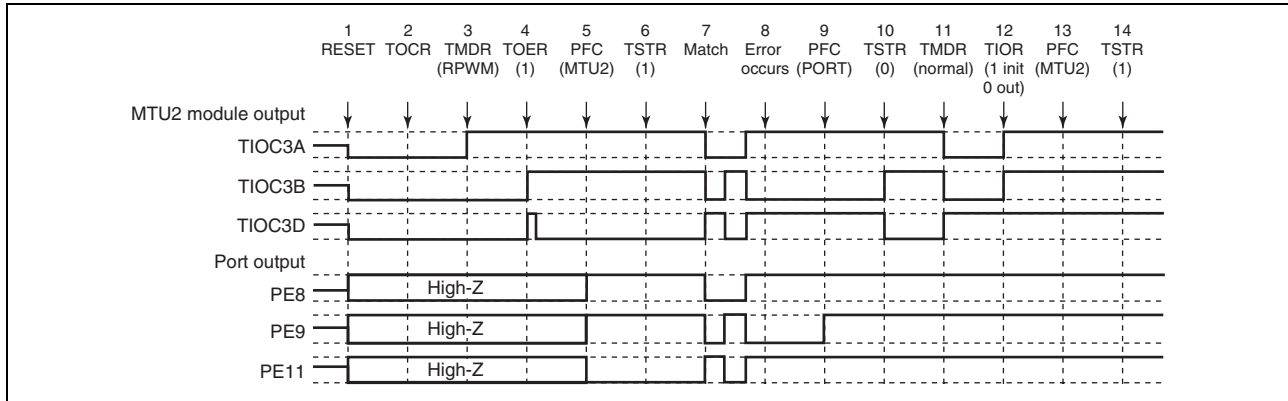 1 2 3 4 5 6 7 8 9 10 11 12 13 14
RESET TOCR TMDR TOER PFC TSTR Match Error PFC TSTR TMDR TIOR PFC TSTR
(RPWM) (1) (MTU2) (1) occurs (PORT) (0) (normal) (1 init (MTU2) (1)
0 out)
MTU2 module output
TIOC3A
TIOC3B
TIOC3D
Port output
PE8 High-Z
PE9 High-Z
PE11 High-Z